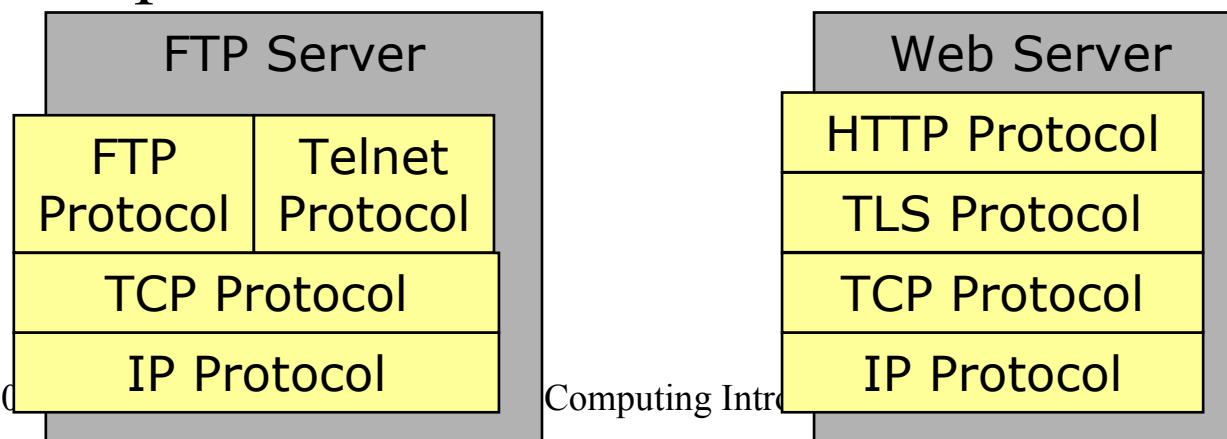 FTP Server
FTP
Protocol
Telnet
Protocol
TCP Protocol
IP Protocol
Web Server
HTTP Protocol
TLS Protocol
TCP Protocol
IP Protocol
Computing